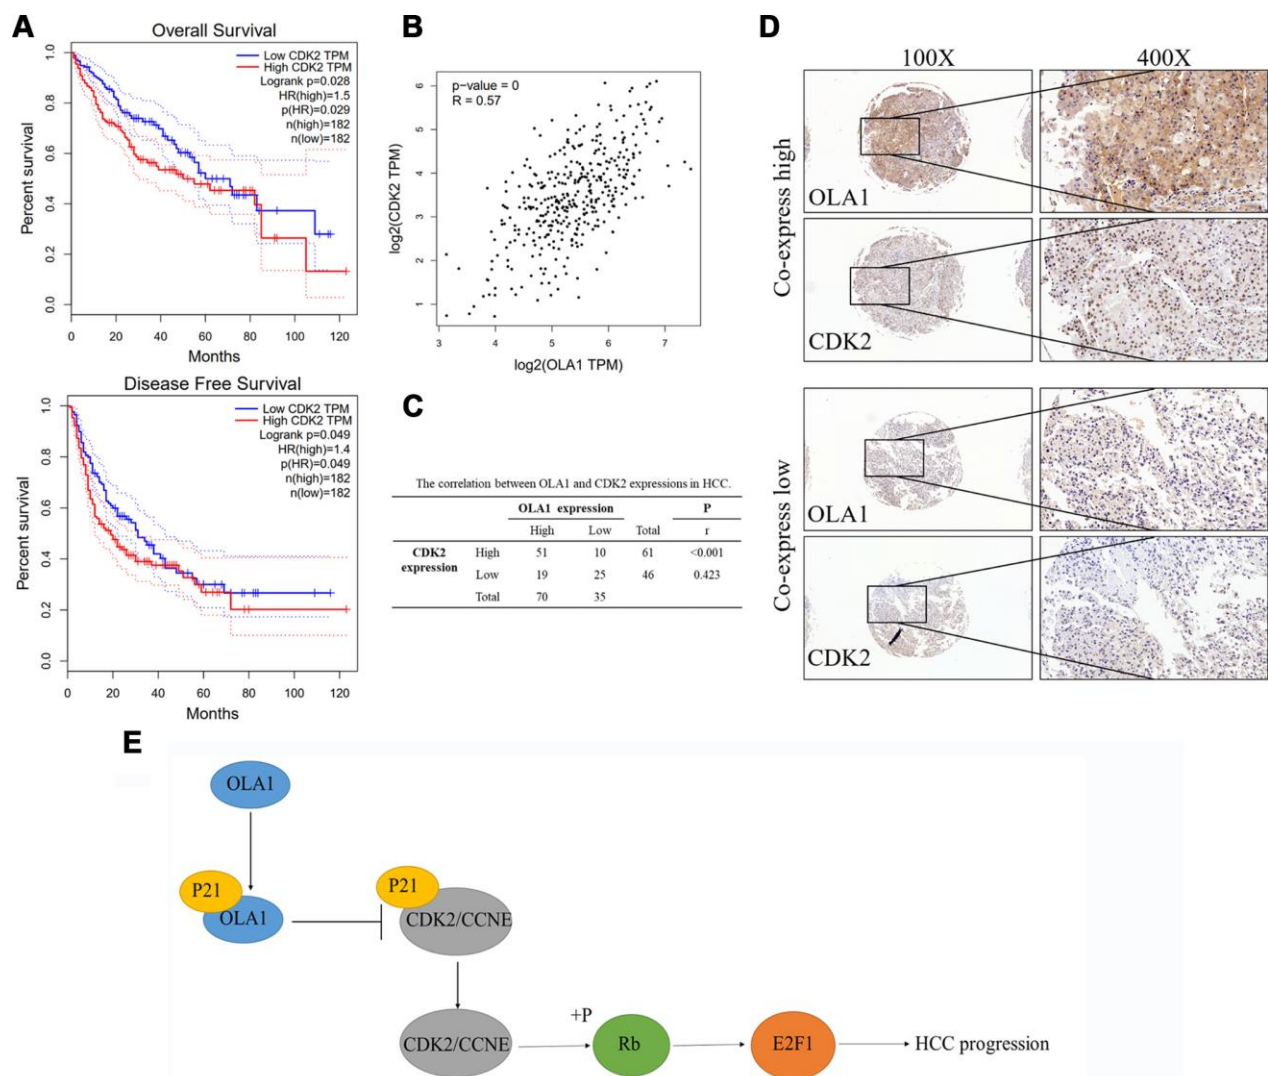 A
Overall Survival
Low CDK2 TPM
High CDK2 TPM
Logrank p=0.028
HR(high)=1.5
p(HR)=0.029
n(high)=182
n(low)=182
Percent survival
0.0 0.2 0.4 0.6 0.8 1.0
0 20 40 60 80 100 120
Months
Disease Free Survival
Low CDK2 TPM
High CDK2 TPM
Logrank p=0.049
HR(high)=1.4
p(HR)=0.049
n(high)=182
n(low)=182
Percent survival
0.0 0.2 0.4 0.6 0.8 1.0
0 20 40 60 80 100 120
Months
B
p-value = 0
R = 0.57
log2(CDK2 TPM)
1 2 3 4 5 6
3 4 5 6 7
log2(OLA1 TPM)
C
The correlation between OLA1 and CDK2 expressions in HCC.
OLA1 expression P
High Low Total r
CDK2 expression High 51 10 61 <0.001
Low 19 25 46 0.423
Total 70 35
D
100X 400X
Co-express high
OLA1
CDK2
Co-express low
OLA1
CDK2
E
OLA1
P21
OLA1
P21
CDK2/CCNE
CDK2/CCNE
+P
Rb
E2F1
HCC progression